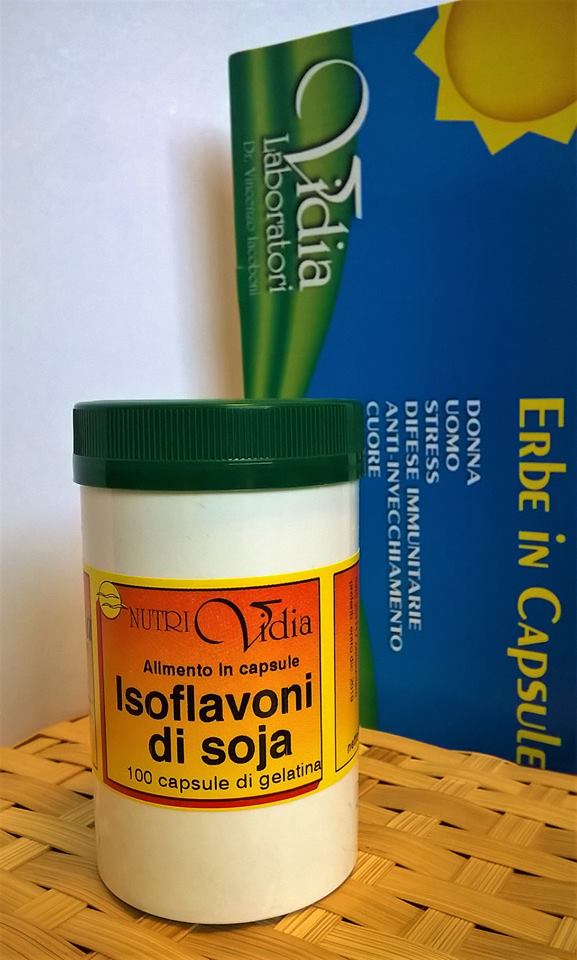 Vidia
Laboratori
Dr. Vincenzo Iacoboni
Erbe in Capsule
DONNA
UOMO
STRESS
DIFESE IMMUNITARIE
ANTI-INVECCHIAMENTO
CUORE
NUTRI Vidia
Alimento in capsule
Isoflavoni
di soja
100 capsule di gelatina